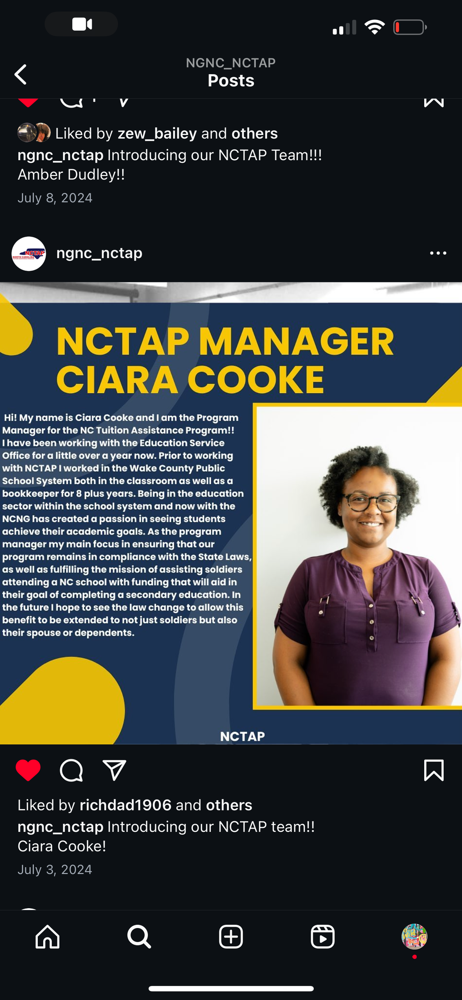 NGNC_NCTAP
Posts
Liked by zew_bailey and others
ngnc_nctap Introducing our NCTAP Team!!!
Amber Dudley!!
July 8, 2024
NCTAP
NORTH CAROLINA
ngnc_nctap
NCTAP MANAGER
CIARA COOKE
Hi! My name is Ciara Cooke and I am the Program
Manager for the NC Tuition Assistance Program!!
I have been working with the Education Service
Office for a little over a year now. Prior to working
with NCTAP I worked in the Wake County Public
School System both in the classroom as well as a
bookkeeper for 8 plus years. Being in the education
sector within the school system and now with the
NCNG has created a passion in seeing students
achieve their academic goals. As the program
manager my main focus in ensuring that our
program remains in compliance with the State Laws,
as well as fulfilling the mission of assisting soldiers
attending a NC school with funding that will aid in
their goal of completing a secondary education. In
the future I hope to see the law change to allow this
benefit to be extended to not just soldiers but also
their spouse or dependents.
NCTAP
Liked by richdad1906 and others
ngnc_nctap Introducing our NCTAP team!!
Ciara Cooke!
July 3, 2024